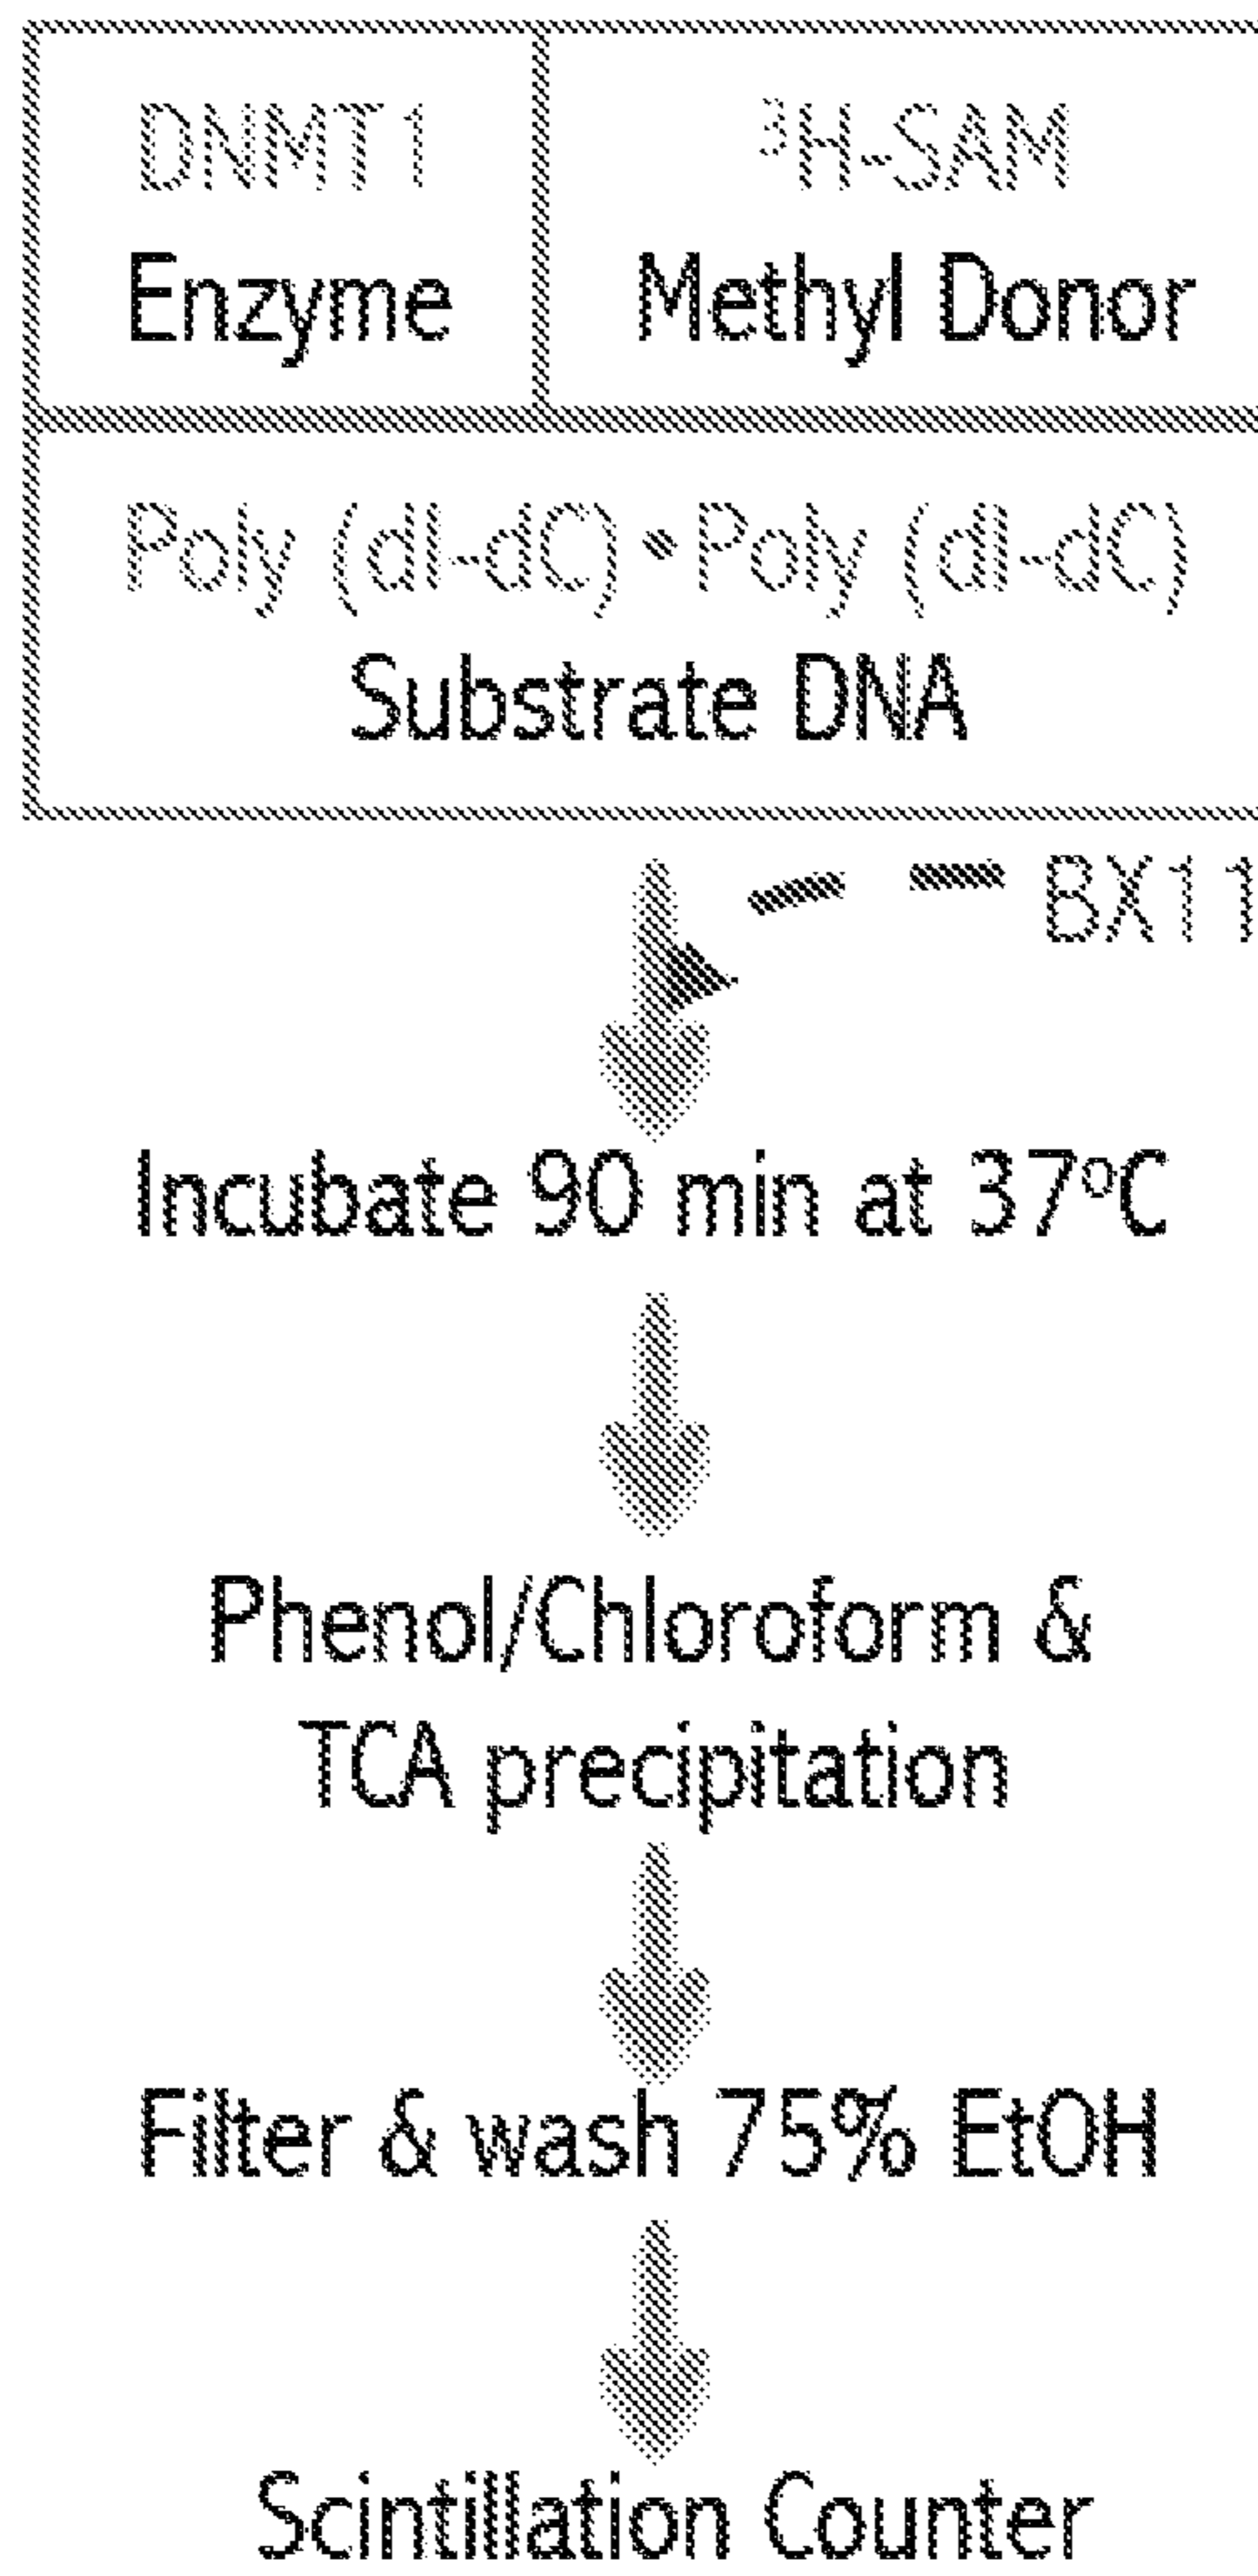 DNMT1
Enzyme
³H-SAM
Methyl Donor
Poly (dI-dC)•Poly (dI-dC)
Substrate DNA
BX11
Incubate 90 min at 37ºC
Phenol/Chloroform &
TCA precipitation
Filter & wash 75% EtOH
Scintillation Counter